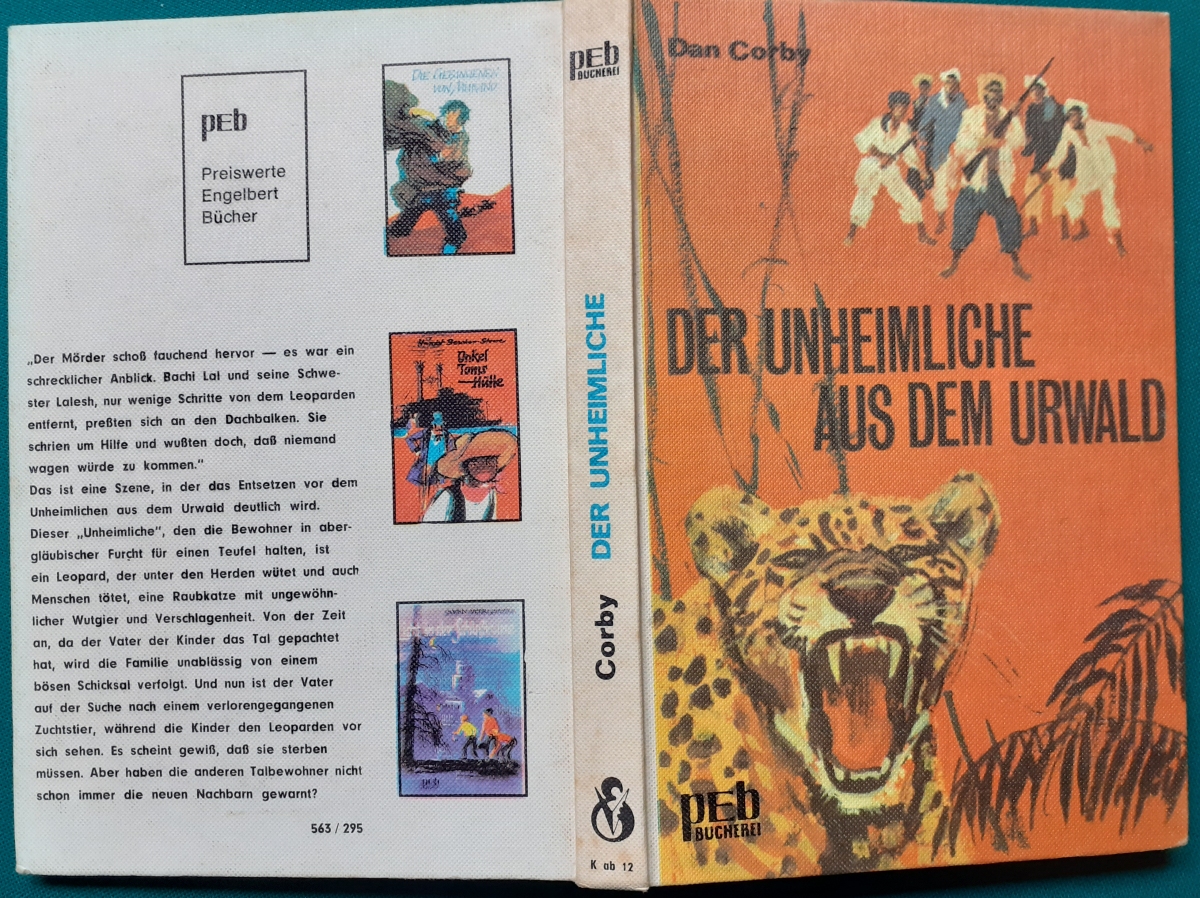 peb
Preiswerte
Engelbert
Bücher
DIE GEFANGENEN
VON
Harriet Beecher-Stowe
Onkel
Toms
Hütte
peb
„Der Mörder schoß fauchend hervor — es war ein
schrecklicher Anblick. Bachi Lal und seine Schwe-
ster Lalesh, nur wenige Schritte von dem Leoparden
entfernt, preßten sich an den Dachbalken. Sie
schrien um Hilfe und wußten doch, daß niemand
wagen würde zu kommen.“
Das ist eine Szene, in der das Entsetzen vor dem
Unheimlichen aus dem Urwald deutlich wird.
Dieser „Unheimliche“, den die Bewohner in aber-
gläubischer Furcht für einen Teufel halten, ist
ein Leopard, der unter den Herden wütet und auch
Menschen tötet, eine Raubkatze mit ungewöhn-
licher Wutgier und Verschlagenheit. Von der Zeit
an, da der Vater der Kinder das Tal gepachtet
hat, wird die Familie unablässig von einem
bösen Schicksal verfolgt. Und nun ist der Vater
auf der Suche nach einem verlorengegangenen
Zuchtstier, während die Kinder den Leoparden vor
sich sehen. Es scheint gewiß, daß sie sterben
müssen. Aber haben die anderen Talbewohner nicht
schon immer die neuen Nachbarn gewarnt?
563 / 295
peb
BÜCHEREI
Corby DER UNHEIMLICHE
K ab 12
Dan Corby
DER UNHEIMLICHE
AUS DEM URWALD
peb
BÜCHEREI